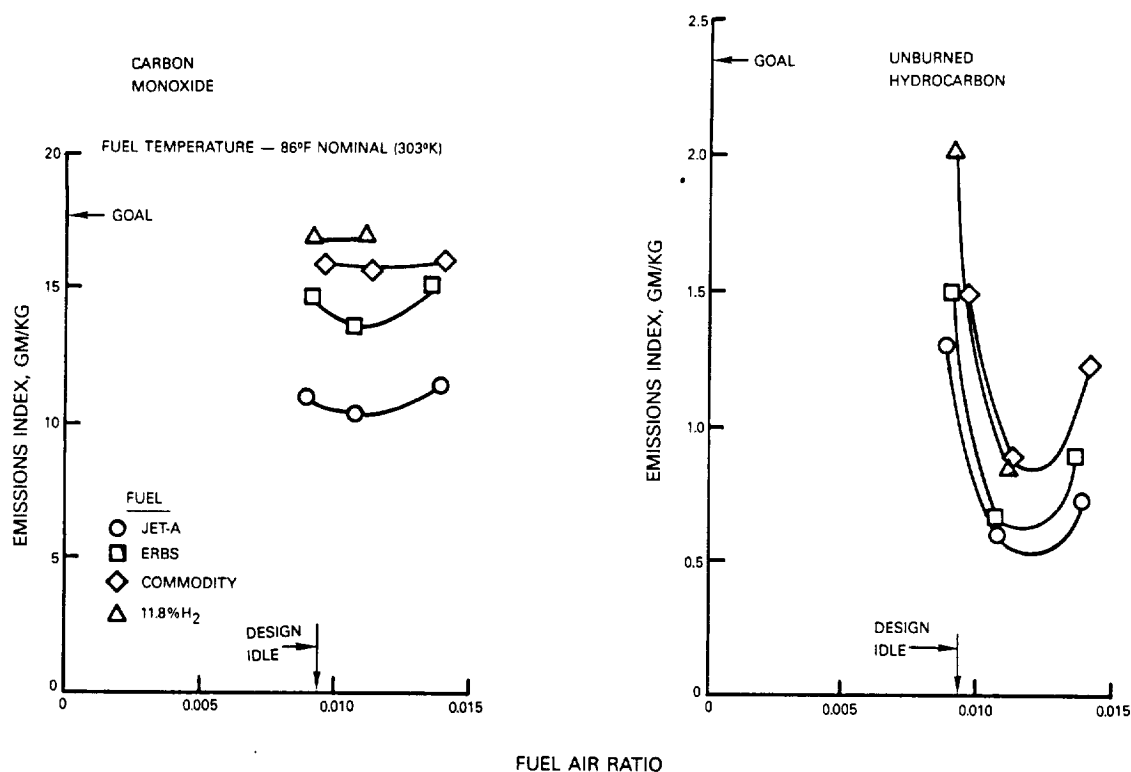 CARBON
MONOXIDE
FUEL TEMPERATURE — 86ºF NOMINAL (303ºK)
20
GOAL
15
EMISSIONS INDEX, GM/KG
10
FUEL
JET-A
ERBS
5
COMMODITY
11.8%H2
DESIGN
IDLE
0
0
0.005
0.010
0.015
2.5
GOAL
UNBURNED
HYDROCARBON
2.0
1.5
EMISSIONS INDEX, GM/KG
1.0
0.5
DESIGN
IDLE
0
0
0.005
0.010
0.015
FUEL AIR RATIO